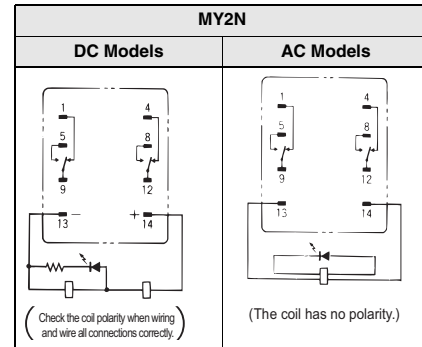 MY2N
DC Models
AC Models
1 4
5 8
9 12
13 − + 14
Check the coil polarity when wiring
and wire all connections correctly.
1 4
5 8
9 12
13 14
(The coil has no polarity.)